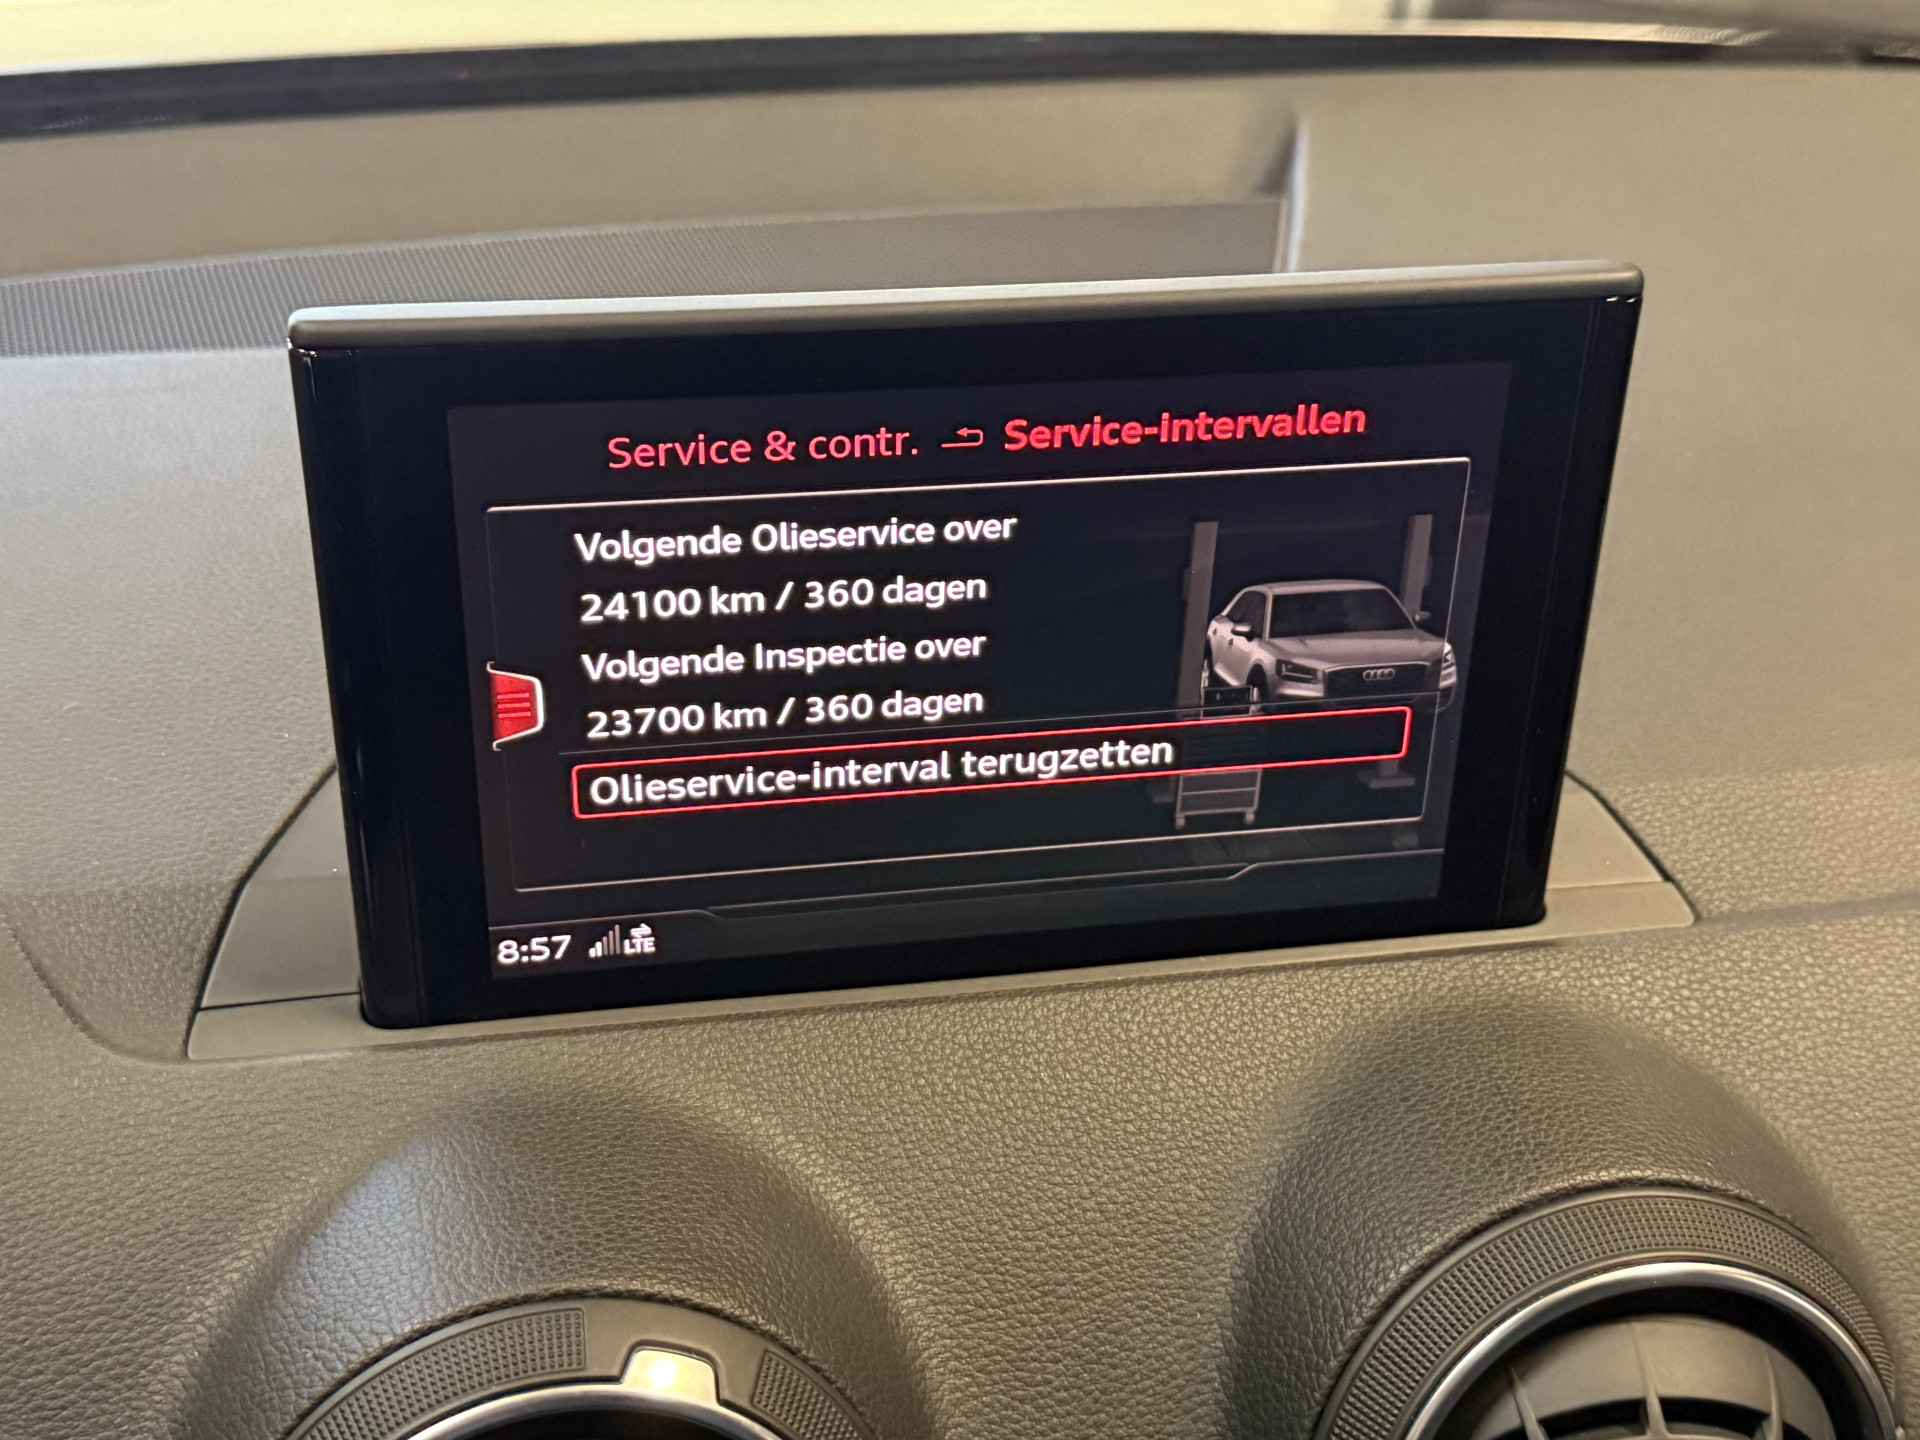 Service & contr. Service-intervallen
Volgende Olieservice over
24100 km / 360 dagen
Volgende Inspectie over
23700 km / 360 dagen
Olieservice-interval terugzetten
8:57 LTE